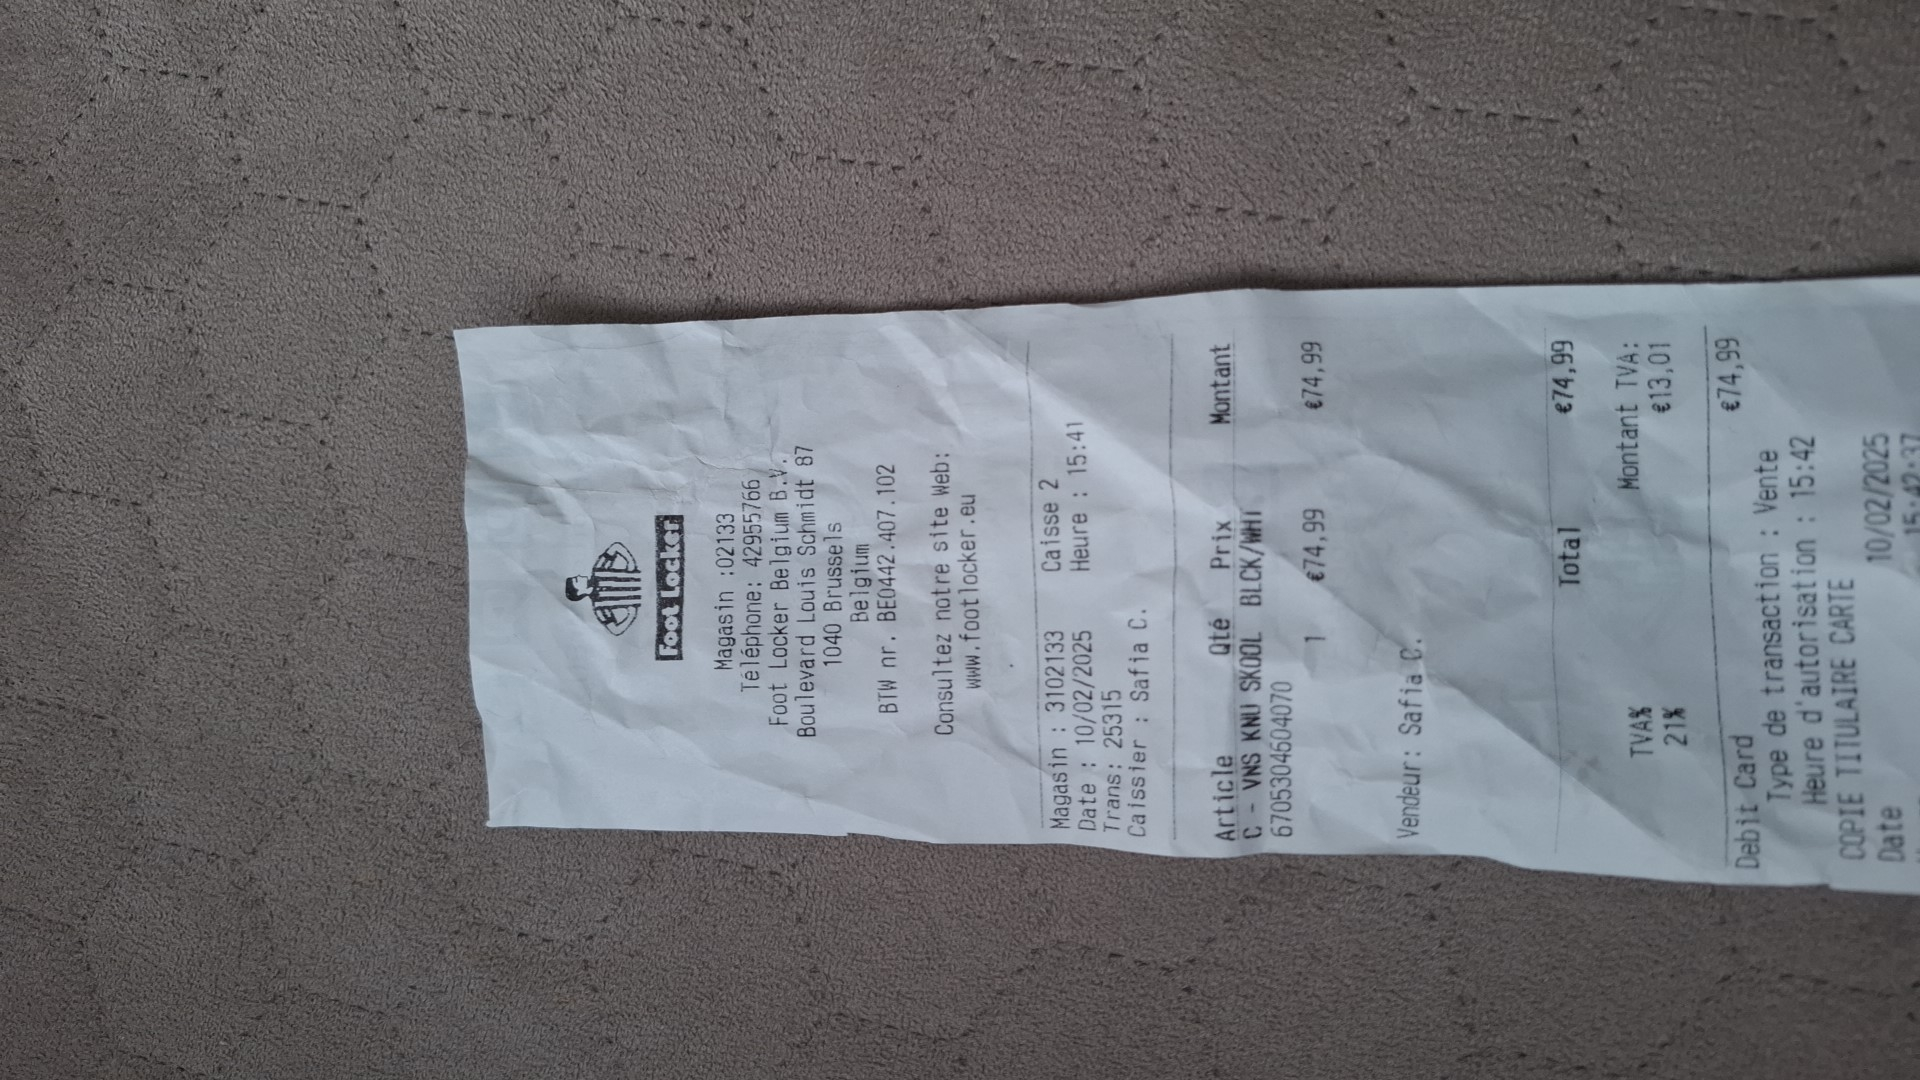 Foot Locker
Magasin :02133
Téléphone: 42955766
Foot Locker Belgium B.V.
Boulevard Louis Schmidt 87
1040 Brussels
Belgium
BTW nr. BE0442.407.102
Consultez notre site Web:
www.footlocker.eu
Magasin : 3102133 Caisse 2
Date : 10/02/2025 Heure : 15:41
Trans: 25315
Caissier : Safia C.
Article Qté Prix Montant
C - VNS KNU SKOOL BLCK/WHT
6705304604070 1 €74,99 €74,99
Vendeur: Safia C.
Total €74,99
TVA% Montant TVA:
21% €13,01
Debit Card €74,99
Type de transaction : Vente
Heure d'autorisation : 15:42
COPIE TITULAIRE CARTE
Date 10/02/2025
15:42:37